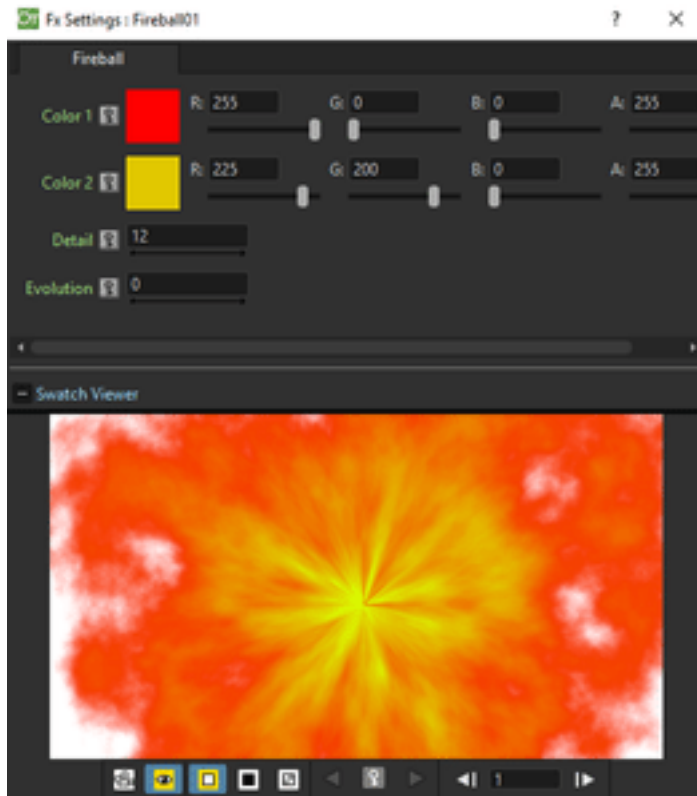 Fx Settings : Fireball01 ?
Fireball
Color 1 R: 255 G: 0 B: 0 A: 255
Color 2 R: 225 G: 200 B: 0 A: 255
Detail 12
Evolution 0
Swatch Viewer
1